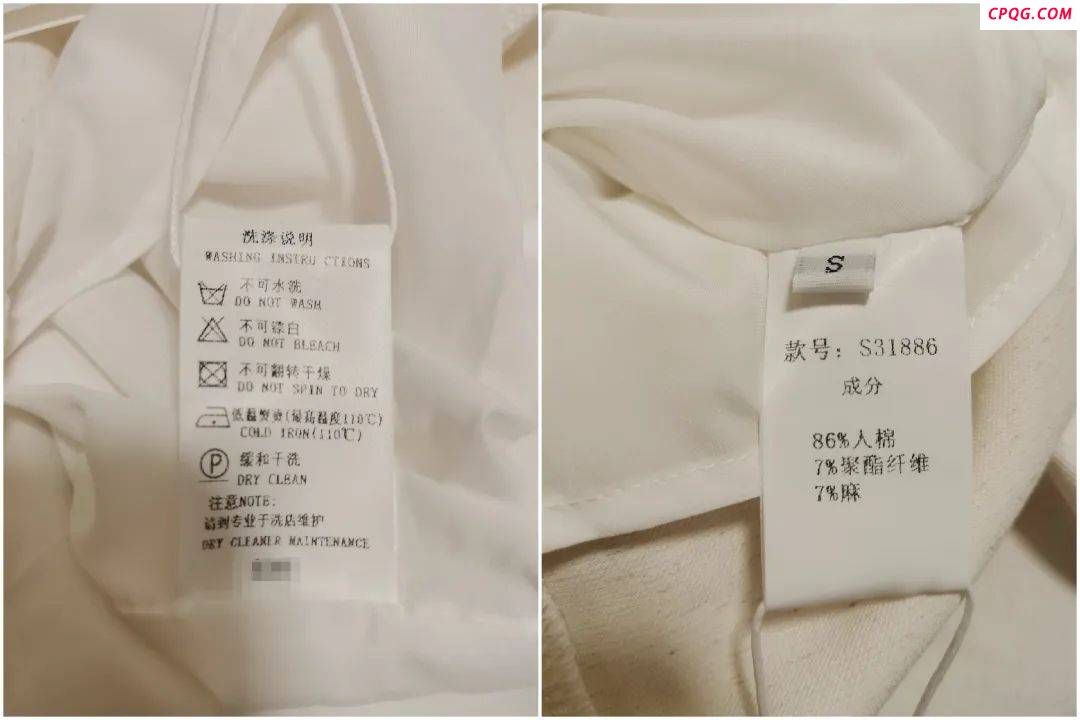 洗涤说明
WASHING INSTRUCTIONS
不可水洗
DO NOT WASH
不可漂白
DO NOT BLEACH
不可翻转干燥
DO NOT SPIN TO DRY
低温熨烫(最高温度110℃)
COLD IRON(110℃)
P
缓和干洗
DRY CLEAN
注意NOTE:
请到专业干洗店维护
DRY CLEANER MAINTENANCE
CPQG.COM
S
款号: S31886
成分
86%人棉
7%聚酯纤维
7%麻